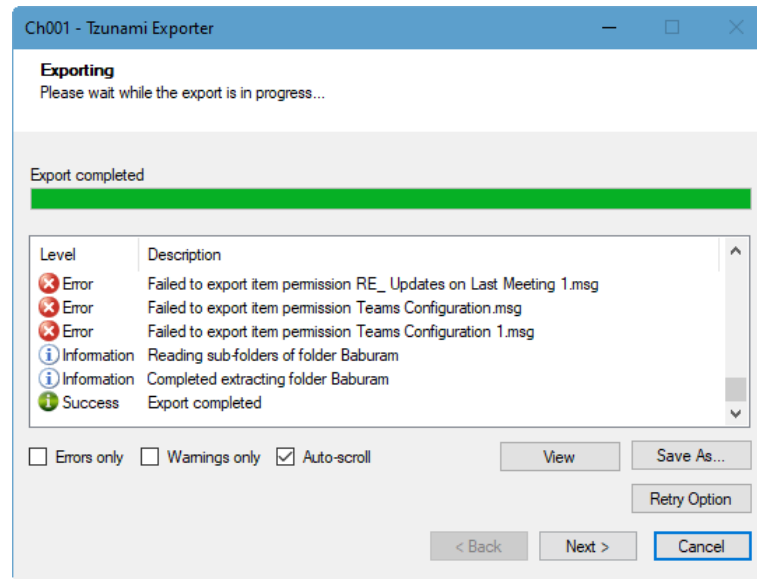 Ch001 - Tzunami Exporter
Exporting
Please wait while the export is in progress...
Export completed
Level Description
Error Failed to export item permission RE_ Updates on Last Meeting 1.msg
Error Failed to export item permission Teams Configuration.msg
Error Failed to export item permission Teams Configuration 1.msg
Information Reading sub-folders of folder Baburam
Information Completed extracting folder Baburam
Success Export completed
Errors only Warnings only Auto-scroll View Save As...
Retry Option
< Back Next > Cancel